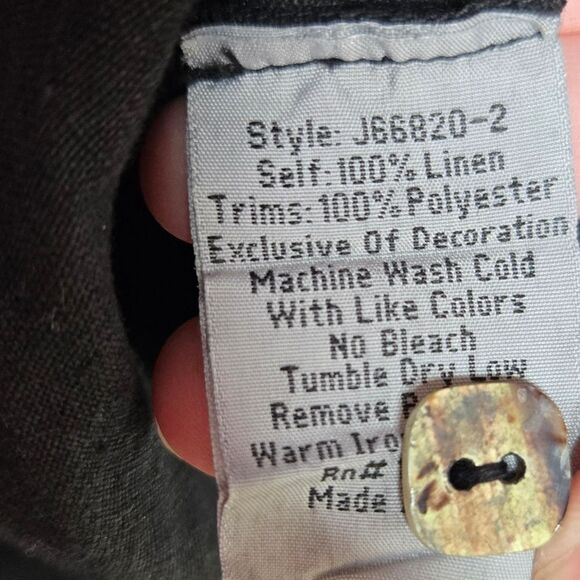 Style: J66820-2
Self: 100% Linen
Trims: 100% Polyester
Exclusive Of Decoration
Machine Wash Cold
With Like Colors
No Bleach
Tumble Dry Low
Remove
Warm
Rn#
Made